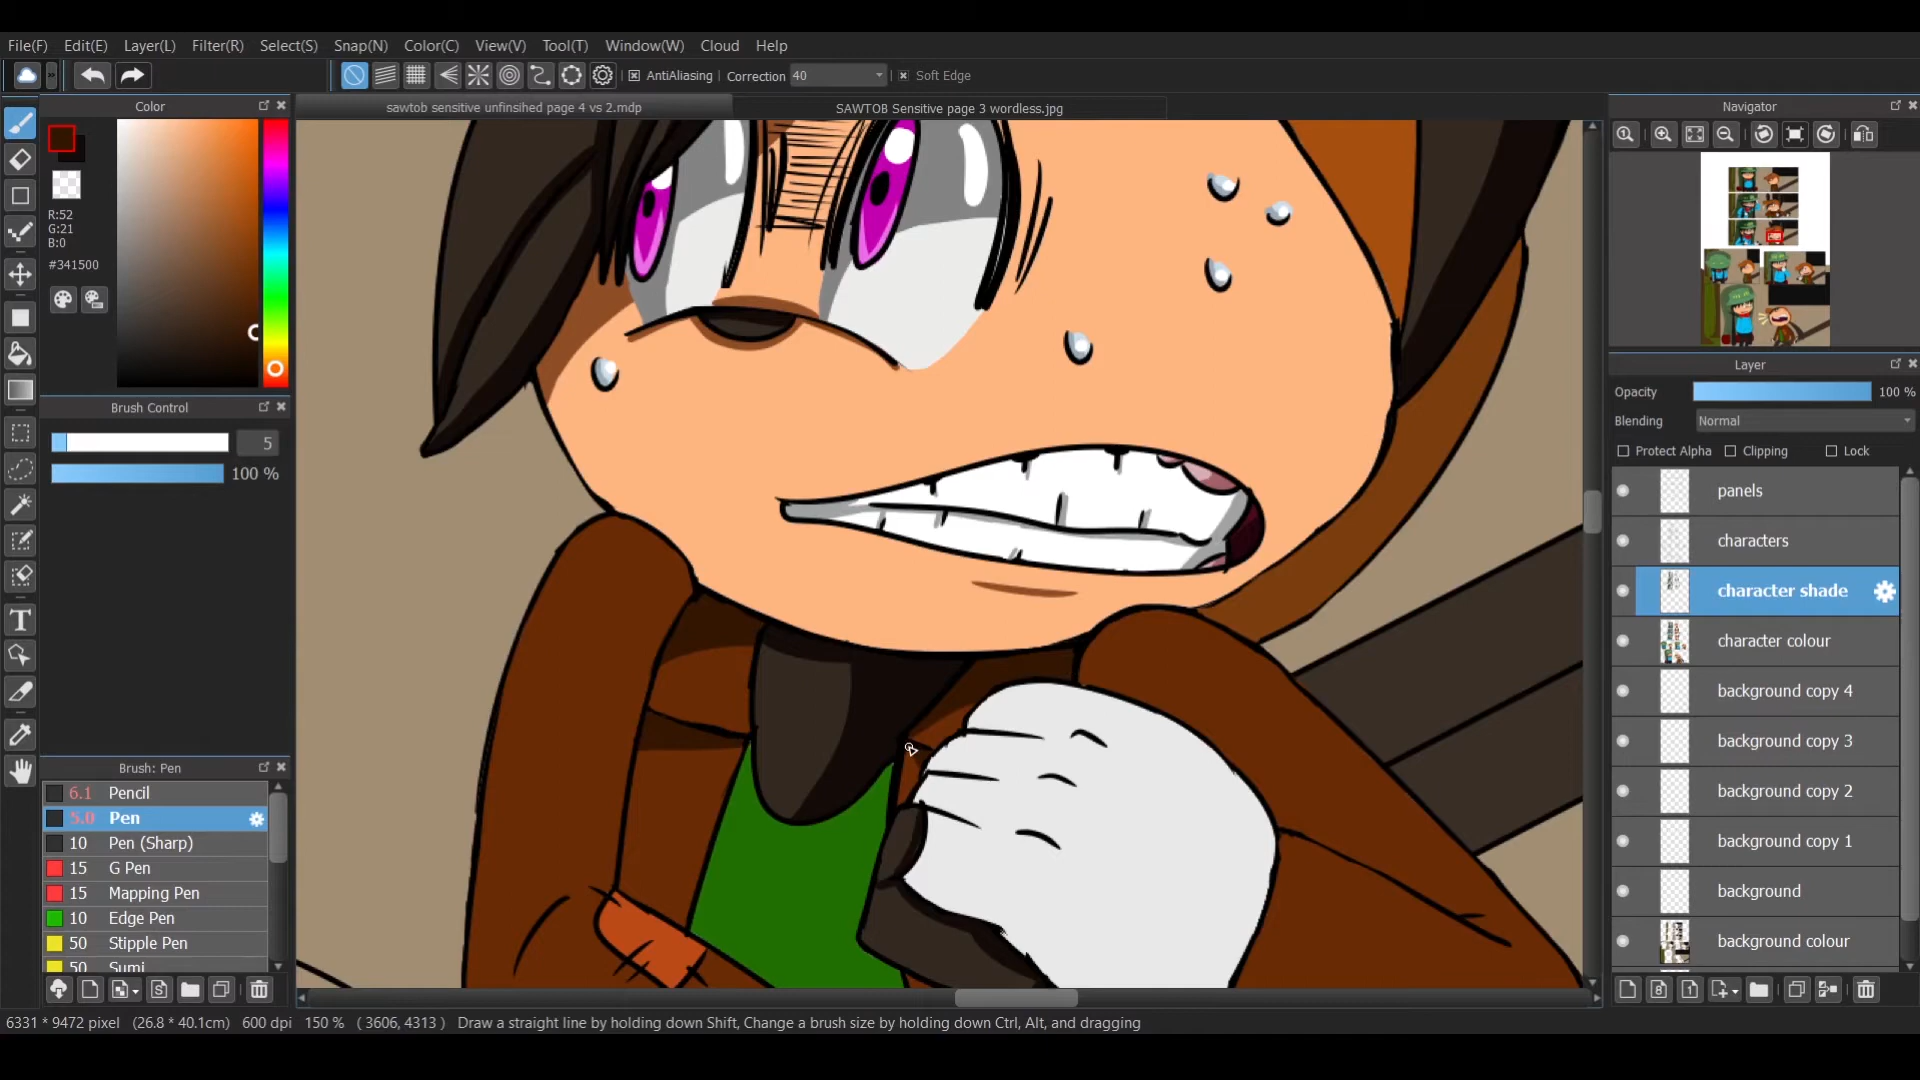 File(F) Edit(E) Layer(L) Filter(R) Select(S) Snap(N) Color(C) View(V) Tool(T) Window(W) Cloud Help
AntiAliasing Correction 40 Soft Edge
Color
sawtob sensitive unfinsihed page 4 vs 2.mdp
SAWTOB Sensitive page 3 wordless.jpg
Navigator
R:52
G:21
B:0
#341500
Brush Control
5
100 %
Layer
Opacity 100 %
Blending Normal
Protect Alpha Clipping Lock
panels
characters
character shade
character colour
background copy 4
background copy 3
background copy 2
background copy 1
background
background colour
Brush: Pen
6.1 Pencil
5.0 Pen
10 Pen (Sharp)
15 G Pen
15 Mapping Pen
10 Edge Pen
50 Stipple Pen
50 Sumi
6331 * 9472 pixel (26.8 * 40.1cm) 600 dpi 150 % ( 3606, 4313 ) Draw a straight line by holding down Shift, Change a brush size by holding down Ctrl, Alt, and dragging